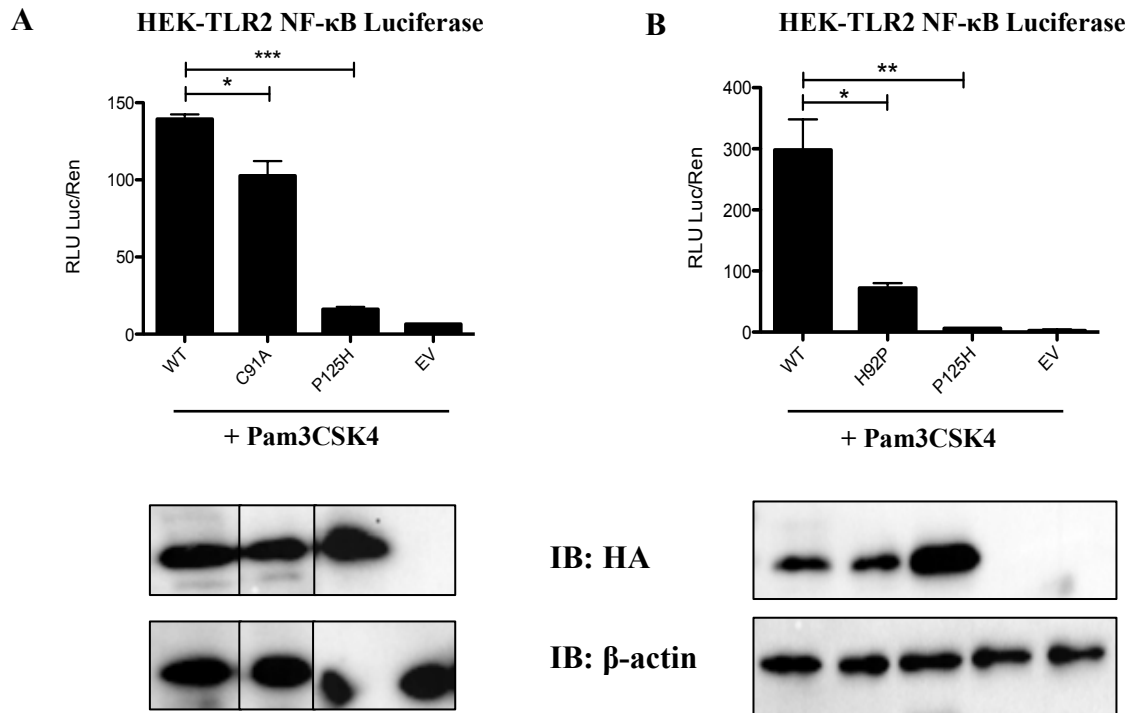 A
HEK-TLR2 NF-κB Luciferase
***
*
150
100
50
0
RLU Luc/Ren
WT
C91A
P125H
EV
+ Pam3CSK4
B
HEK-TLR2 NF-κB Luciferase
**
*
400
300
200
100
0
RLU Luc/Ren
WT
H92P
P125H
EV
+ Pam3CSK4
IB: HA
IB: β-actin